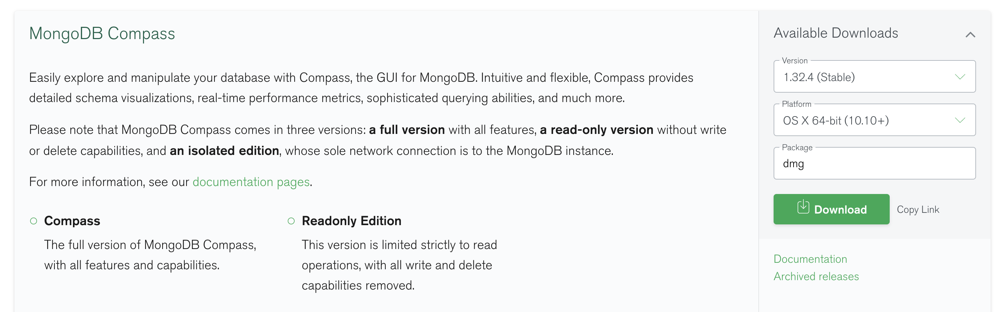 MongoDB Compass
Easily explore and manipulate your database with Compass, the GUI for MongoDB. Intuitive and flexible, Compass provides
detailed schema visualizations, real-time performance metrics, sophisticated querying abilities, and much more.
Please note that MongoDB Compass comes in three versions: a full version with all features, a read-only version without write
or delete capabilities, and an isolated edition, whose sole network connection is to the MongoDB instance.
For more information, see our documentation pages.
Compass
The full version of MongoDB Compass,
with all features and capabilities.
Readonly Edition
This version is limited strictly to read
operations, with all write and delete
capabilities removed.
Available Downloads
Version
1.32.4 (Stable)
Platform
OS X 64-bit (10.10+)
Package
dmg
Download
Copy Link
Documentation
Archived releases